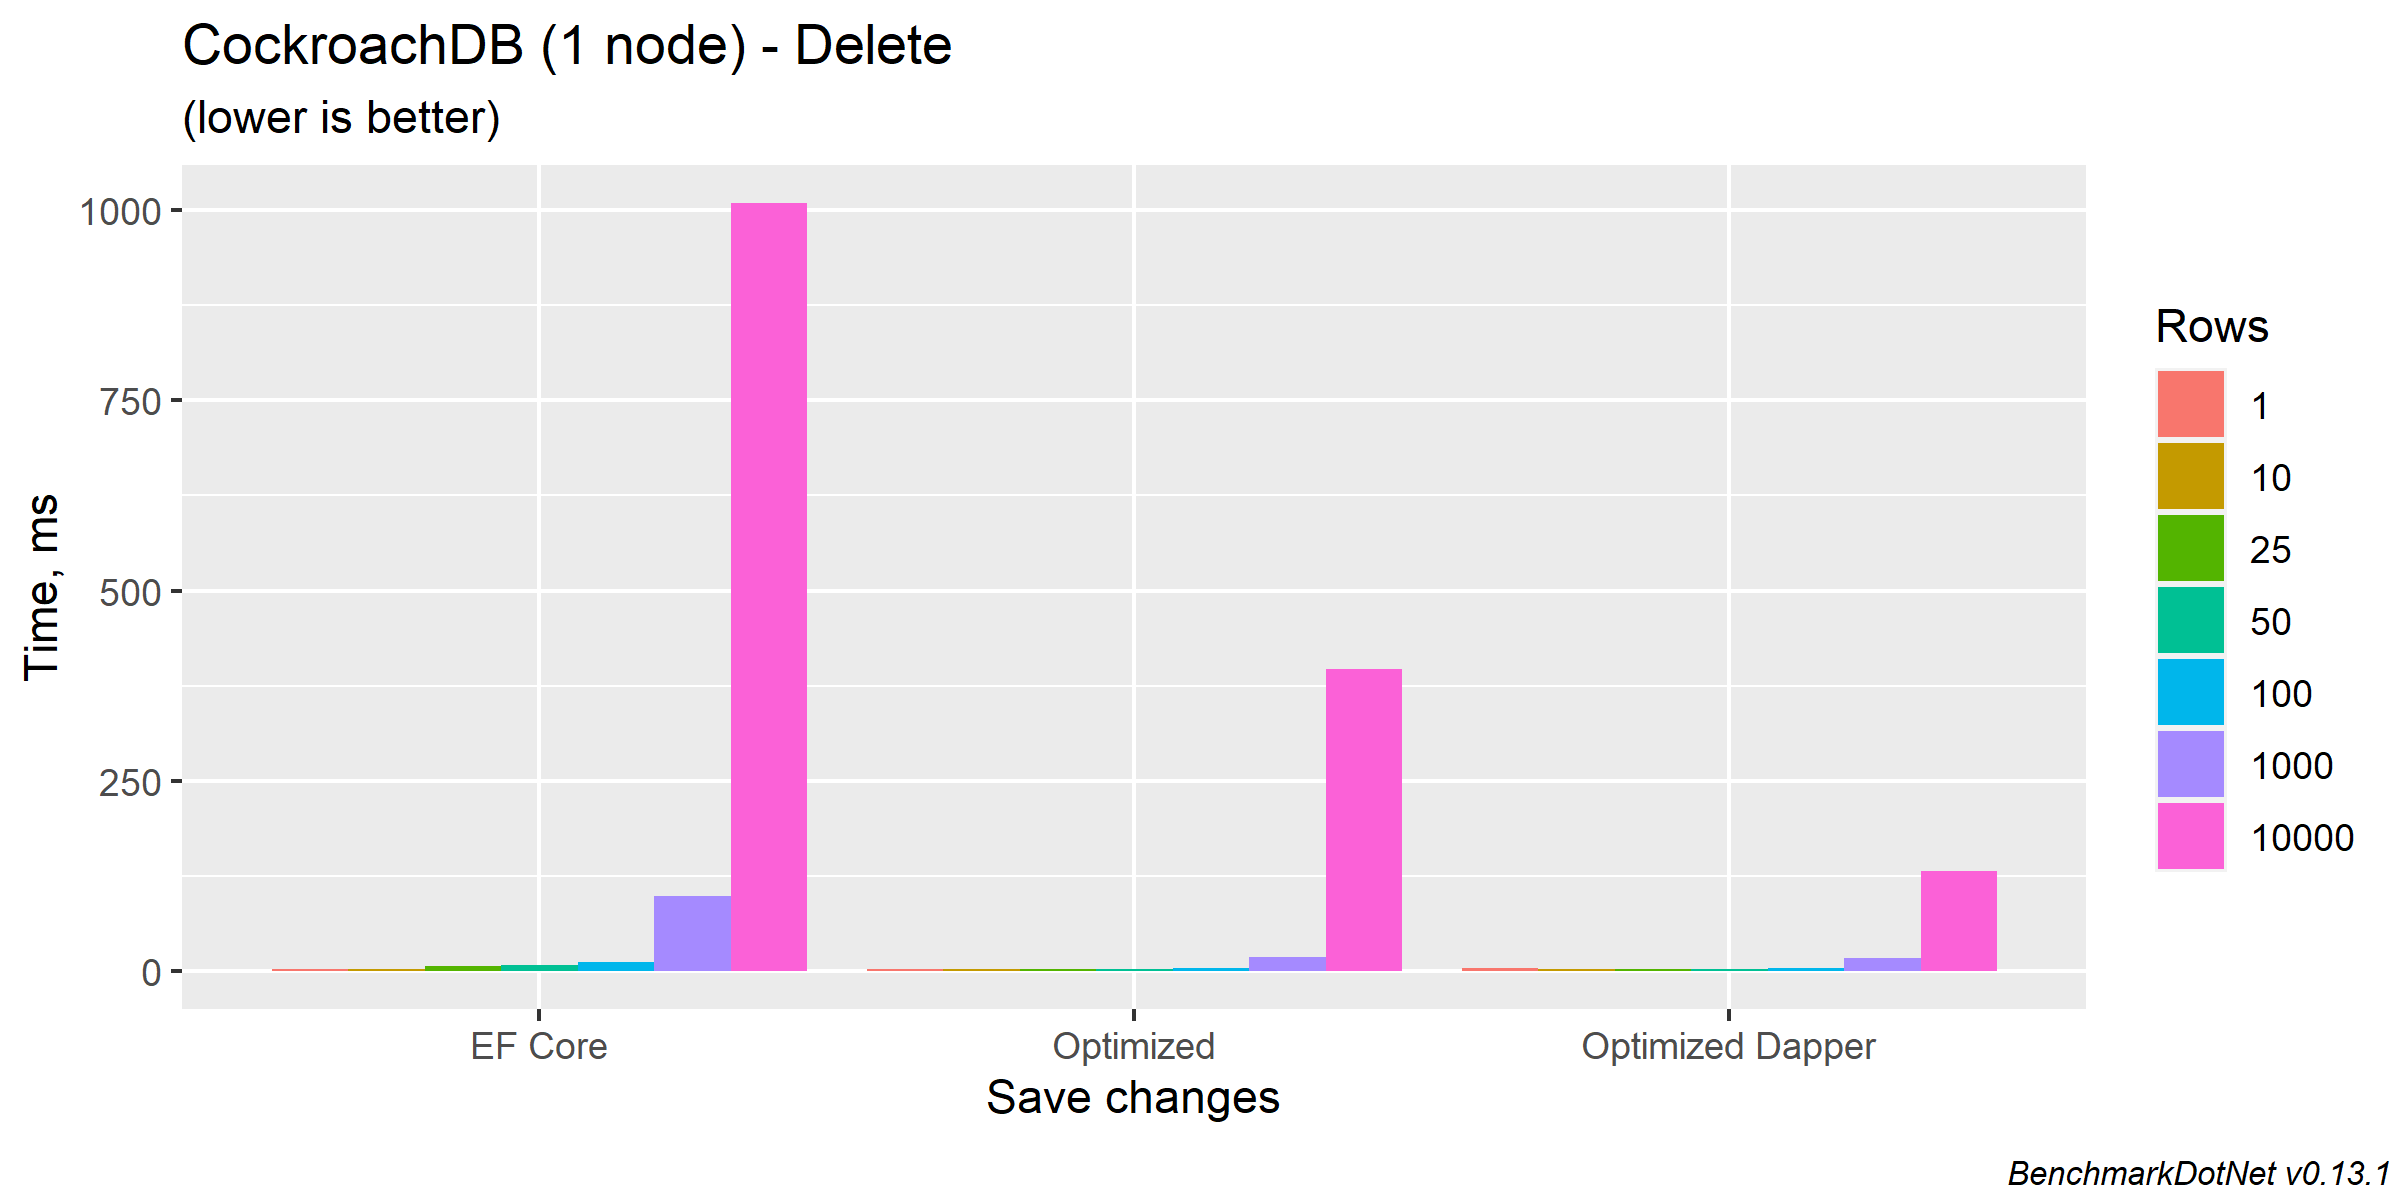 CockroachDB (1 node) - Delete
(lower is better)
Time, ms
1000
750
500
250
0
EF Core
Optimized
Optimized Dapper
Save changes
Rows
1
10
25
50
100
1000
10000
BenchmarkDotNet v0.13.1